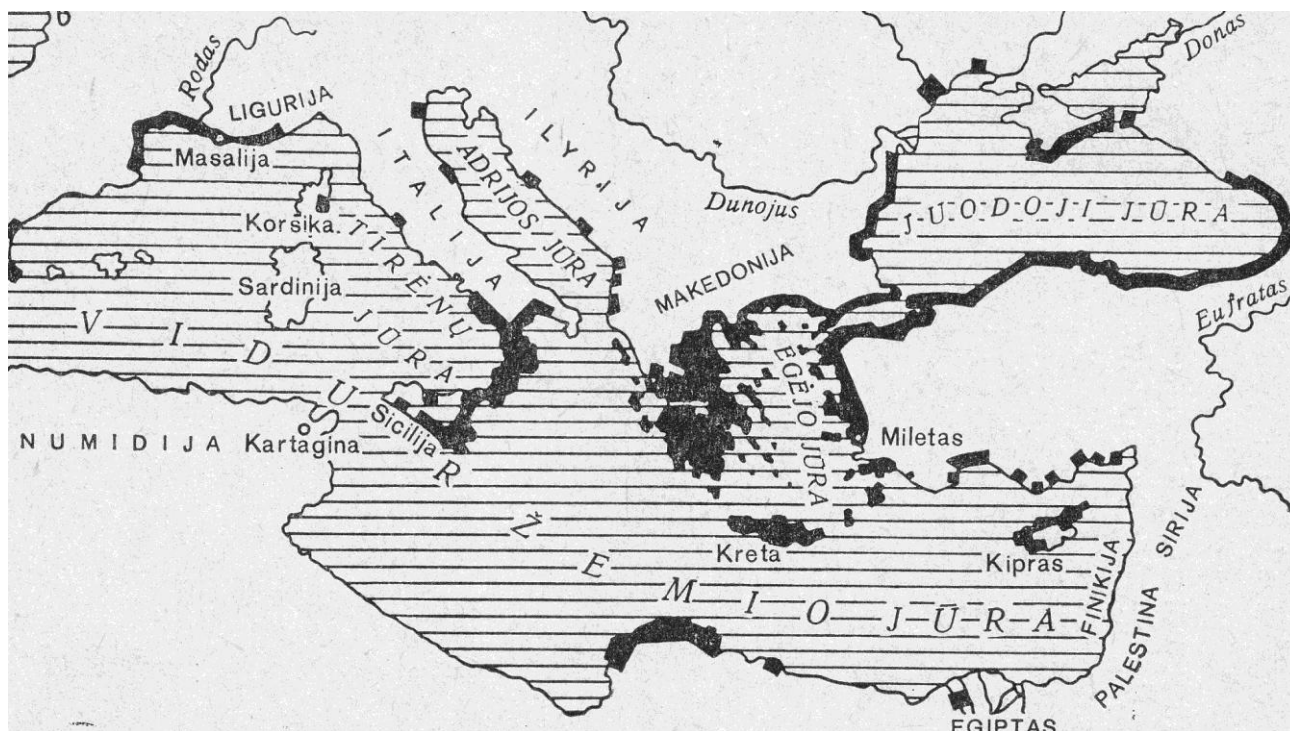 Rodas
LIGURIJA
Masalija
Korsika
Sardinija
ITALIJA
ILYRIJA
ADRIJOS JŪRA
TIRĖNŲ JŪRA
Donas
Dunojus
JUODOJI JŪRA
MAKEDONIJA
Eufratas
EGĖJO JŪRA
NUMIDIJA
Kartagina
Sicilija
Miletas
VIDURŽEMIO JŪRA
Kreta
Kipras
FINIKIJA
SIRIJA
PALESTINA
EGIPTAS